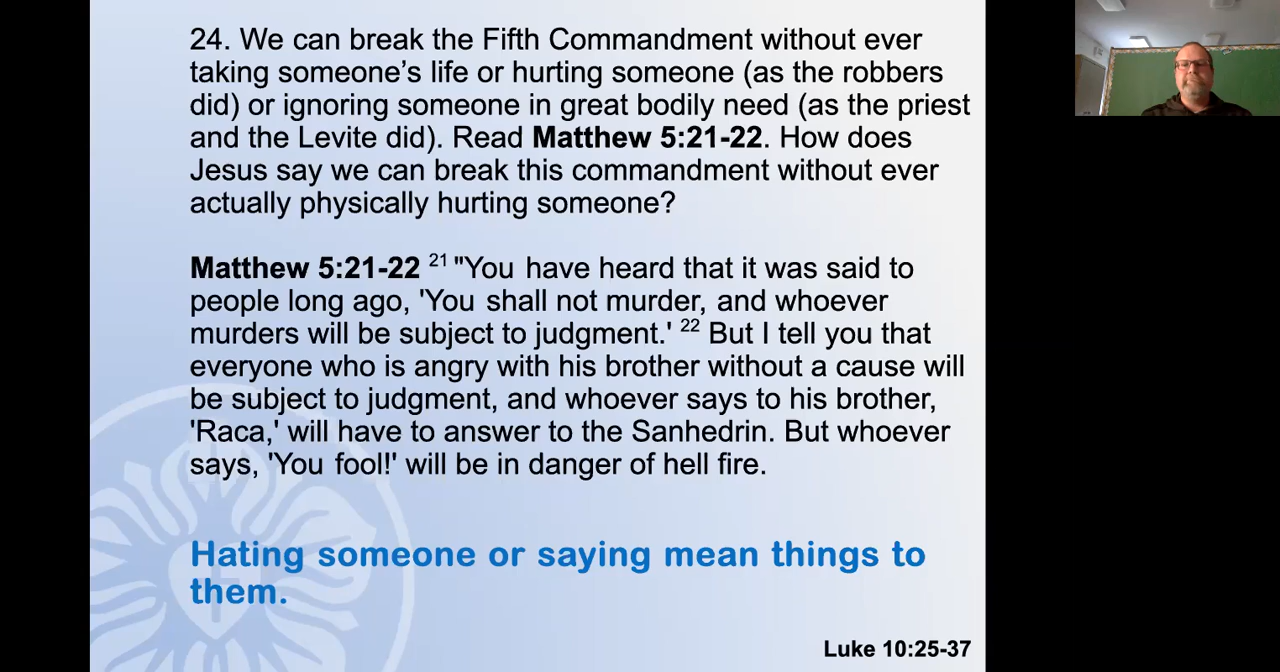 24. We can break the Fifth Commandment without ever
taking someone’s life or hurting someone (as the robbers
did) or ignoring someone in great bodily need (as the priest
and the Levite did). Read Matthew 5:21-22. How does
Jesus say we can break this commandment without ever
actually physically hurting someone?
Matthew 5:21-22 21 "You have heard that it was said to
people long ago, 'You shall not murder, and whoever
murders will be subject to judgment.' 22 But I tell you that
everyone who is angry with his brother without a cause will
be subject to judgment, and whoever says to his brother,
'Raca,' will have to answer to the Sanhedrin. But whoever
says, 'You fool!' will be in danger of hell fire.
Hating someone or saying mean things to
them.
Luke 10:25-37